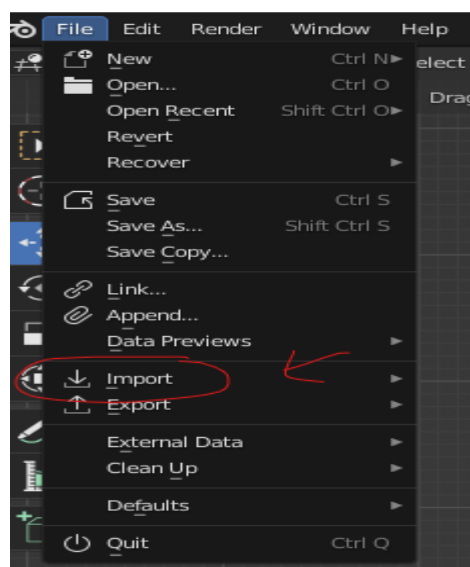 File Edit Render Window Help
New Ctrl N
elect
Open... Ctrl O
Drag
Open Recent Shift Ctrl O
Revert
Recover
Save Ctrl S
Save As... Shift Ctrl S
Save Copy...
Link...
Append...
Data Previews
Import
Export
External Data
Clean Up
Defaults
Quit Ctrl Q